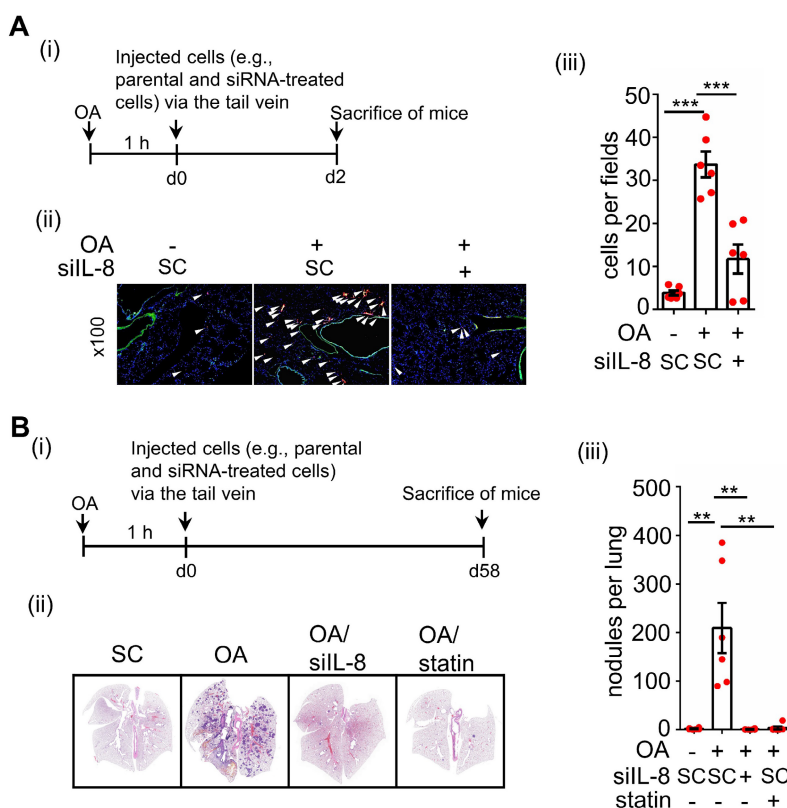 A
(i)
Injected cells (e.g.,
parental and siRNA-treated
cells) via the tail vein
OA
Sacrifice of mice
1 h
d0
d2
(ii)
OA - + +
siIL-8 SC SC +
x100
(iii)
***
***
cells per fields
50
40
30
20
10
0
OA - + +
siIL-8 SC SC +
B
(i)
Injected cells (e.g., parental
and siRNA-treated cells)
via the tail vein
OA
Sacrifice of mice
1 h
d0
d58
(ii)
SC
OA
OA/
siIL-8
OA/
statin
(iii)
**
**
**
nodules per lung
500
400
300
200
100
0
OA - + + +
siIL-8 SC SC + SC
statin - - - +